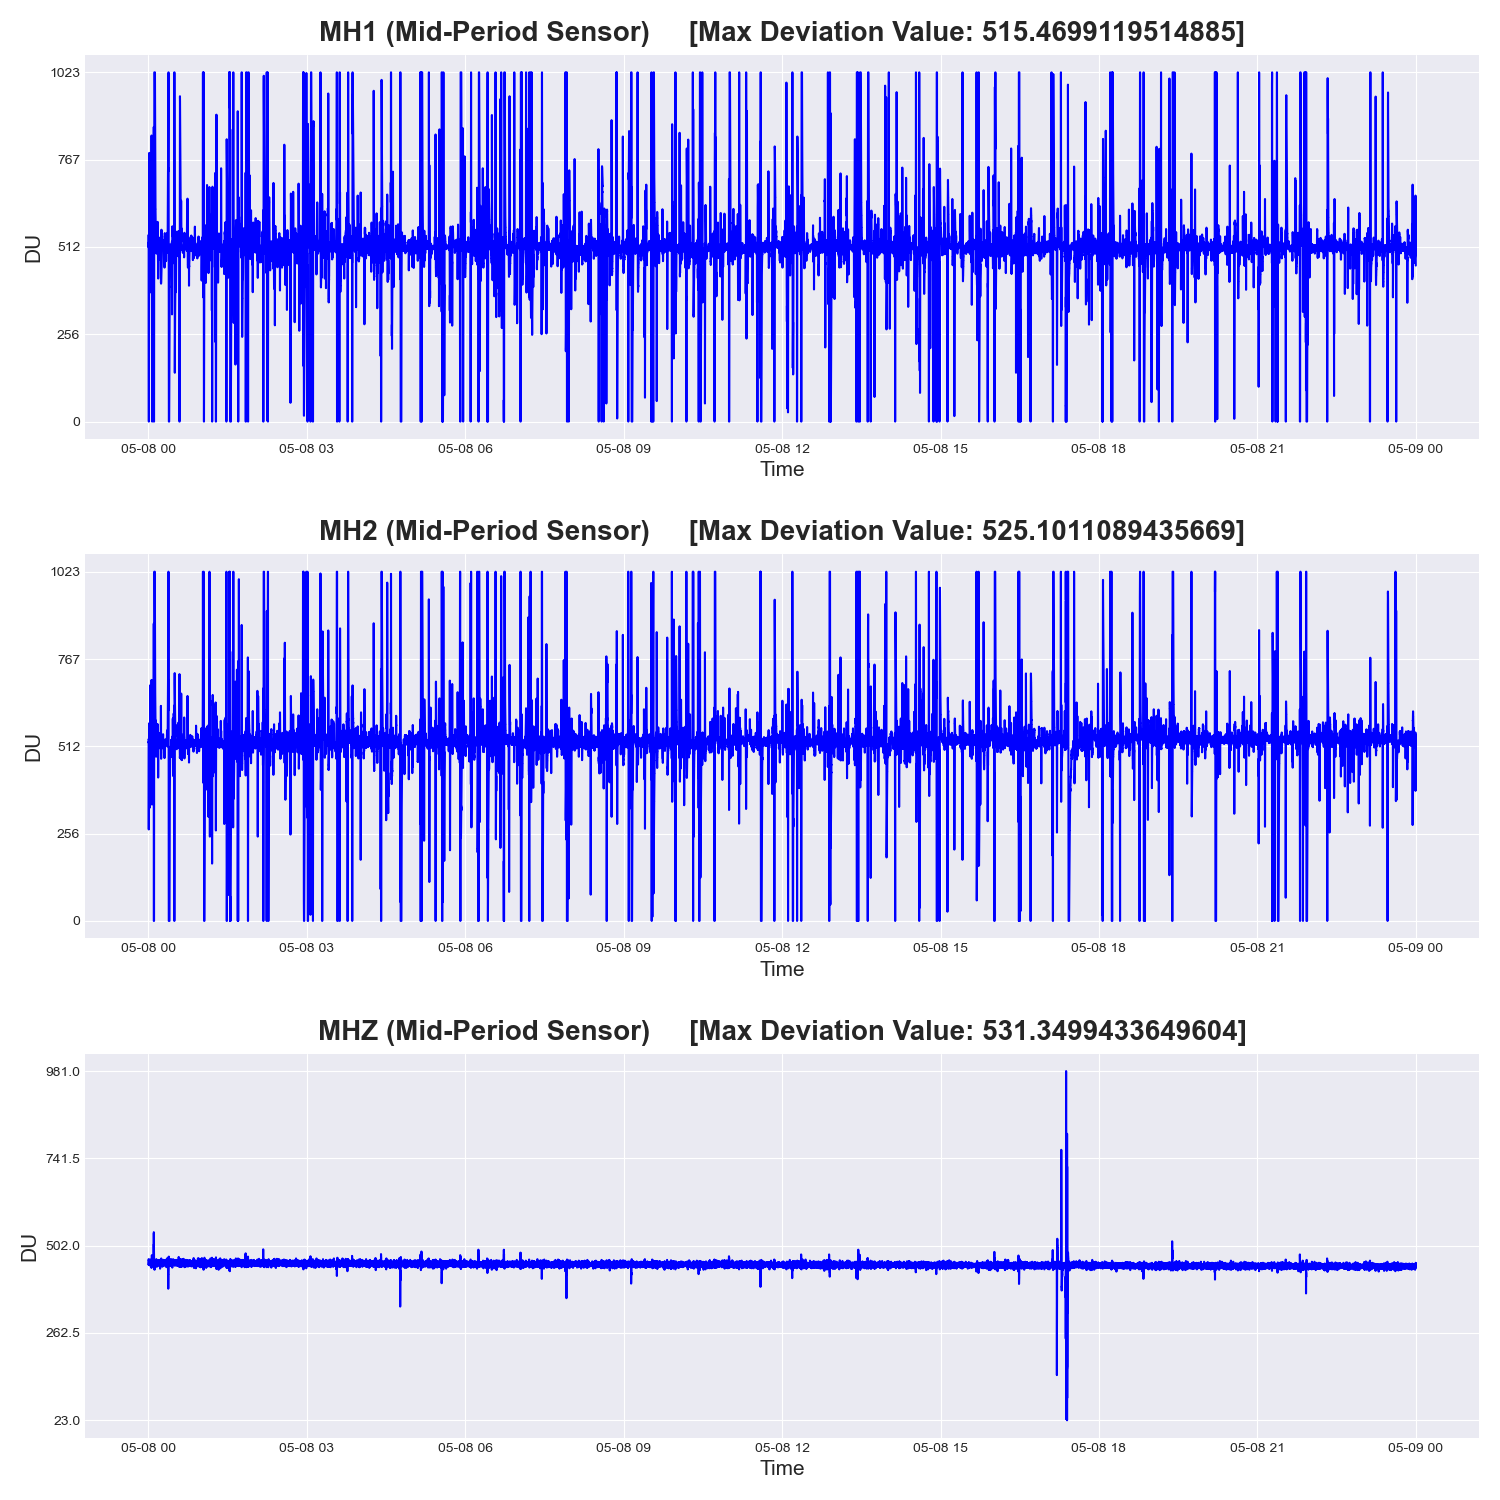 MH1 (Mid-Period Sensor) [Max Deviation Value: 515.4699119514885]
1023
767
512
256
0
DU
05-08 00 05-08 03 05-08 06 05-08 09 05-08 12 05-08 15 05-08 18 05-08 21 05-09 00
Time
MH2 (Mid-Period Sensor) [Max Deviation Value: 525.1011089435669]
1023
767
512
256
0
DU
05-08 00 05-08 03 05-08 06 05-08 09 05-08 12 05-08 15 05-08 18 05-08 21 05-09 00
Time
MHZ (Mid-Period Sensor) [Max Deviation Value: 531.3499433649604]
981.0
741.5
502.0
262.5
23.0
DU
05-08 00 05-08 03 05-08 06 05-08 09 05-08 12 05-08 15 05-08 18 05-08 21 05-09 00
Time